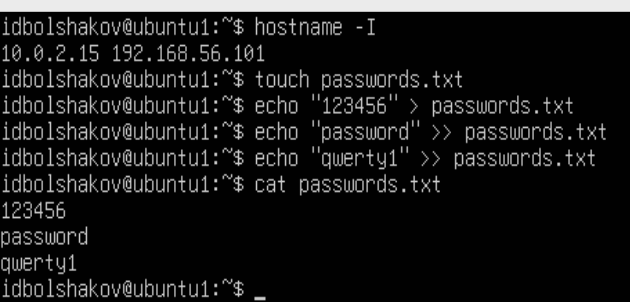 idbolshakov@ubuntu1:~$ hostname -I
10.0.2.15 192.168.56.101
idbolshakov@ubuntu1:~$ touch passwords.txt
idbolshakov@ubuntu1:~$ echo "123456" > passwords.txt
idbolshakov@ubuntu1:~$ echo "password" >> passwords.txt
idbolshakov@ubuntu1:~$ echo "qwerty1" >> passwords.txt
idbolshakov@ubuntu1:~$ cat passwords.txt
123456
password
qwerty1
idbolshakov@ubuntu1:~$ _